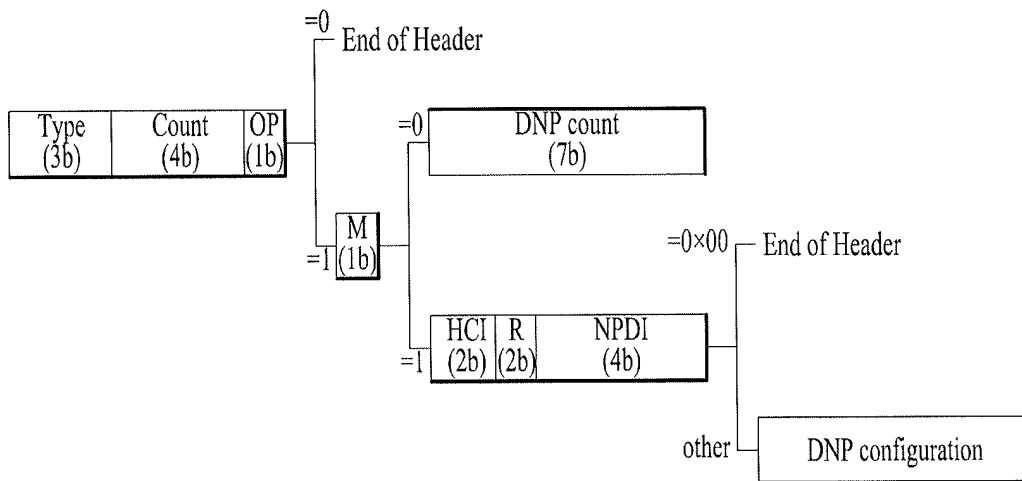 =0
End of Header
Type
(3b)
Count
(4b)
OP
(1b)
=0
DNP count
(7b)
=1
M
(1b)
=0×00
End of Header
=1
HCI
(2b)
R
(2b)
NPDI
(4b)
other
DNP configuration